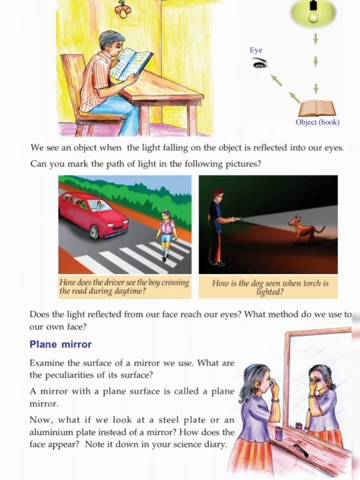 Eye
Object (book)
We see an object when the light falling on the object is reflected into our eyes.
Can you mark the path of light in the following pictures?
How does the driver see the boy crossing
the road during daytime?
How is the dog seen when torch is
lighted?
Does the light reflected from our face reach our eyes? What method do we use to
our own face?
Plane mirror
Examine the surface of a mirror we use. What are
the peculiarities of its surface?
A mirror with a plane surface is called a plane
mirror.
Now, what if we look at a steel plate or an
aluminium plate instead of a mirror? How does the
face appear? Note it down in your science diary.